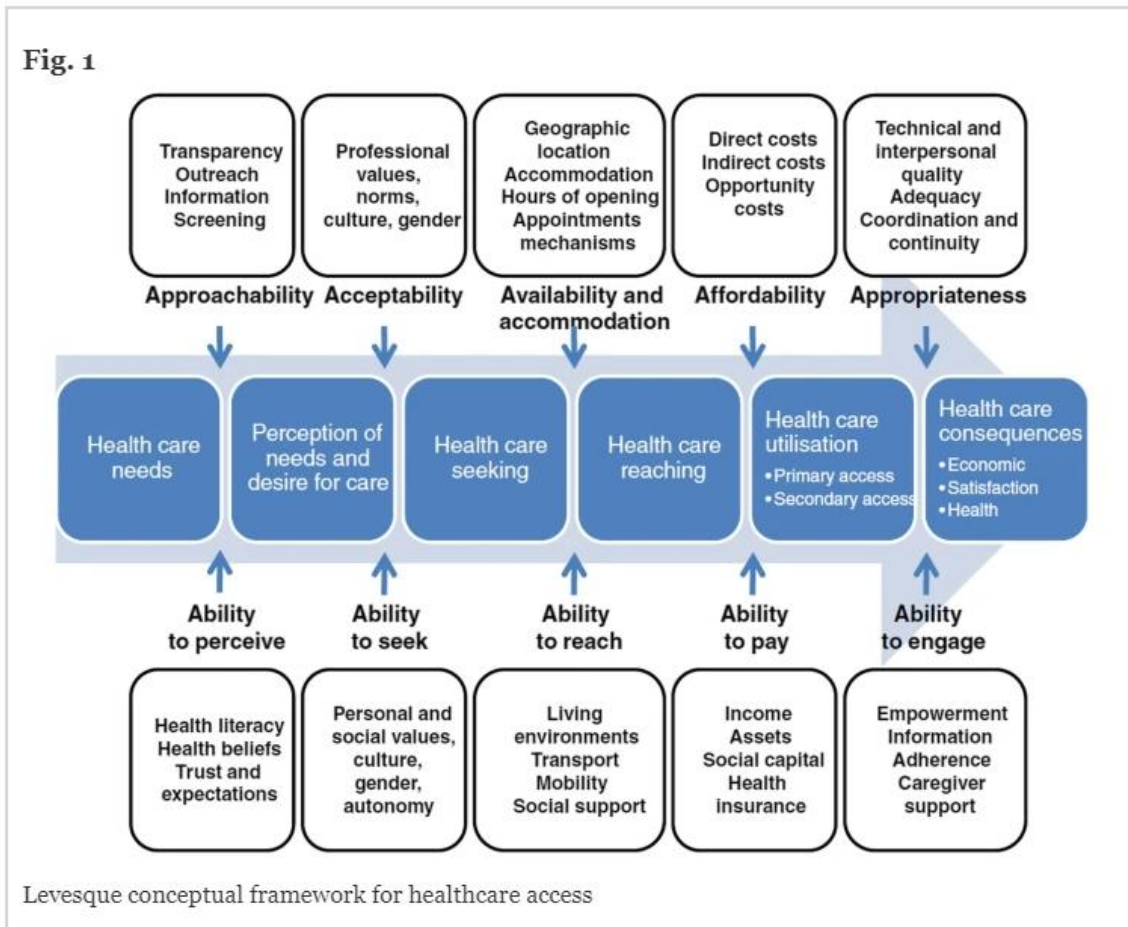 Fig. 1
Transparency
Outreach
Information
Screening
Professional
values,
norms,
culture, gender
Geographic
location
Accommodation
Hours of opening
Appointments
mechanisms
Direct costs
Indirect costs
Opportunity
costs
Technical and
interpersonal
quality
Adequacy
Coordination and
continuity
Approachability
Acceptability
Availability and
accommodation
Affordability
Appropriateness
Health care
needs
Perception of
needs and
desire for care
Health care
seeking
Health care
reaching
Health care
utilisation
•Primary access
•Secondary access
Health care
consequences
•Economic
•Satisfaction
•Health
Ability
to perceive
Ability
to seek
Ability
to reach
Ability
to pay
Ability
to engage
Health literacy
Health beliefs
Trust and
expectations
Personal and
social values,
culture,
gender,
autonomy
Living
environments
Transport
Mobility
Social support
Income
Assets
Social capital
Health
insurance
Empowerment
Information
Adherence
Caregiver
support
Levesque conceptual framework for healthcare access